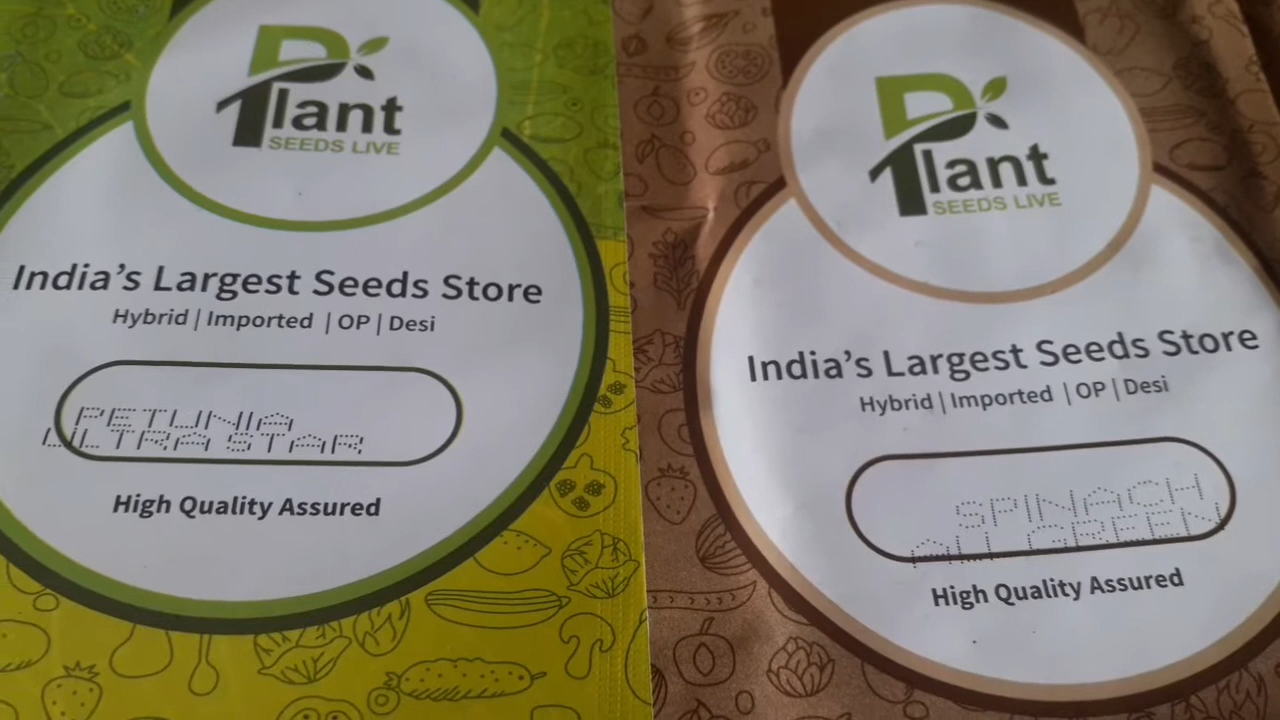 Plant
SEEDS LIVE
India's Largest Seeds Store
Hybrid | Imported | OP | Desi
PETUNIA
ULTRA STAR
High Quality Assured
Plant
SEEDS LIVE
India's Largest Seeds Store
Hybrid | Imported | OP | Desi
SPINACH
ALL GREEN
High Quality Assured